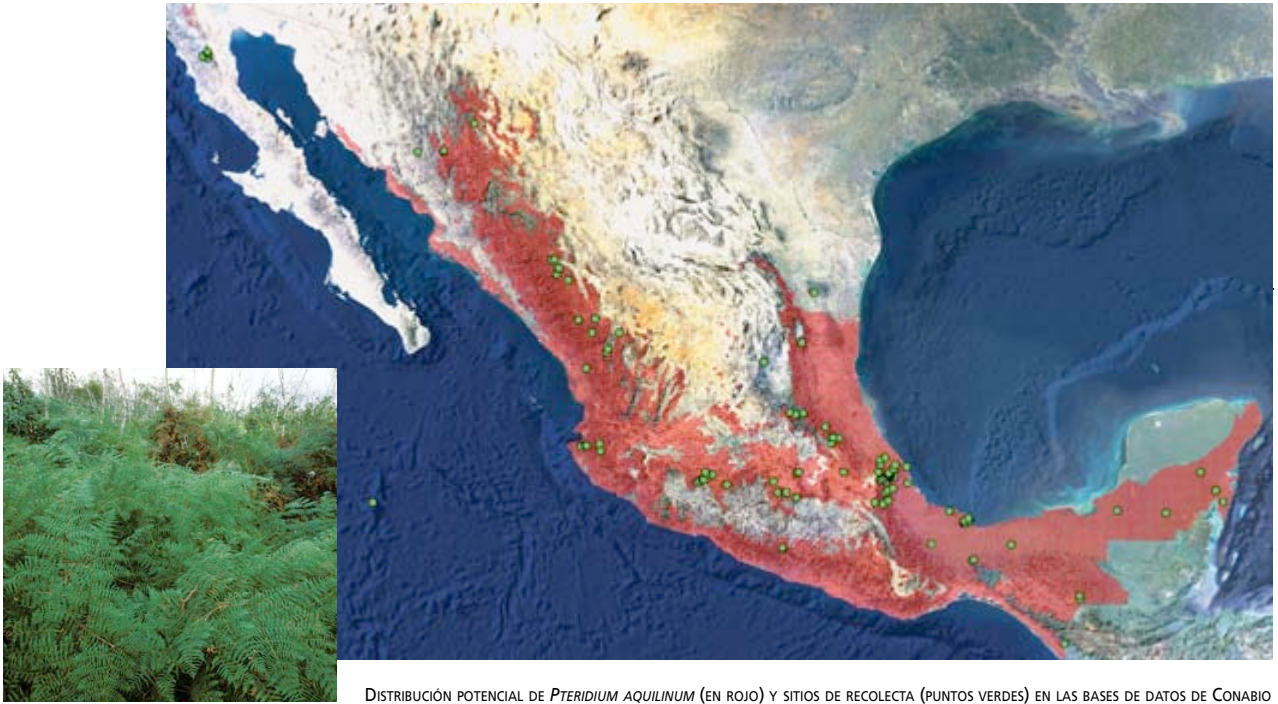 DISTRIBUCIÓN POTENCIAL DE PTERIDIUM AQUILINUM (EN ROJO) Y SITIOS DE RECOLECTA (PUNTOS VERDES) EN LAS BASES DE DATOS DE CONABIO